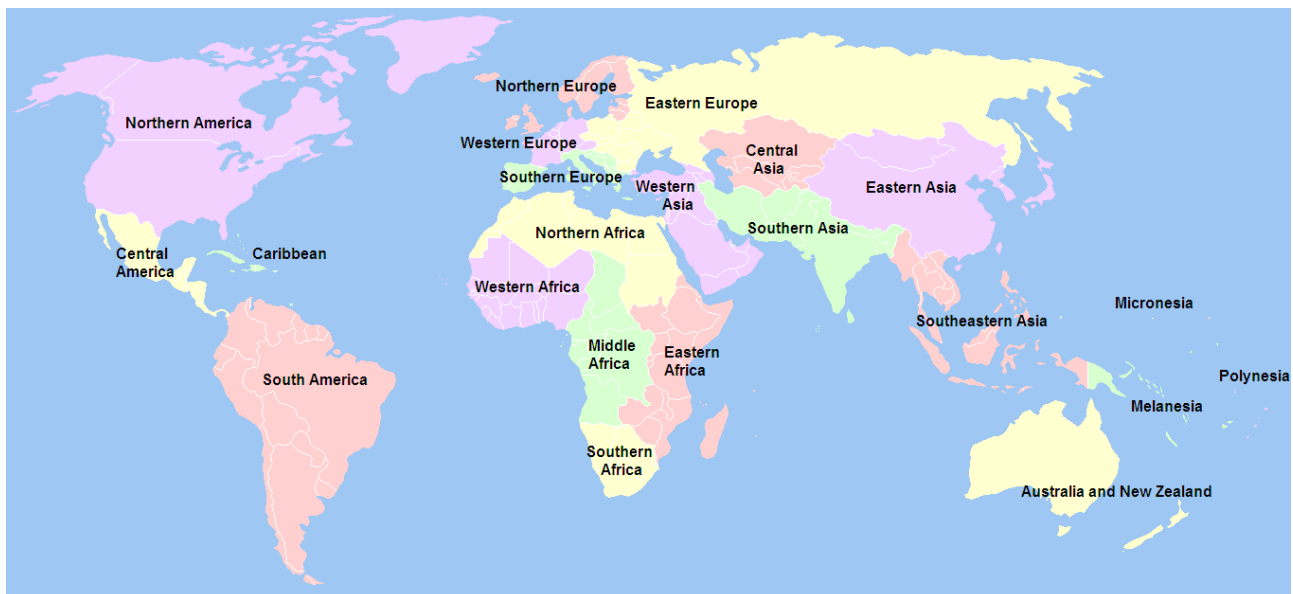 Northern Europe
Eastern Europe
Northern America
Western Europe
Central
Asia
Southern Europe
Western
Asia
Eastern Asia
Southern Asia
Northern Africa
Central
America
Caribbean
Western Africa
Micronesia
Southeastern Asia
Middle
Africa
Eastern
Africa
South America
Polynesia
Melanesia
Southern
Africa
Australia and New Zealand